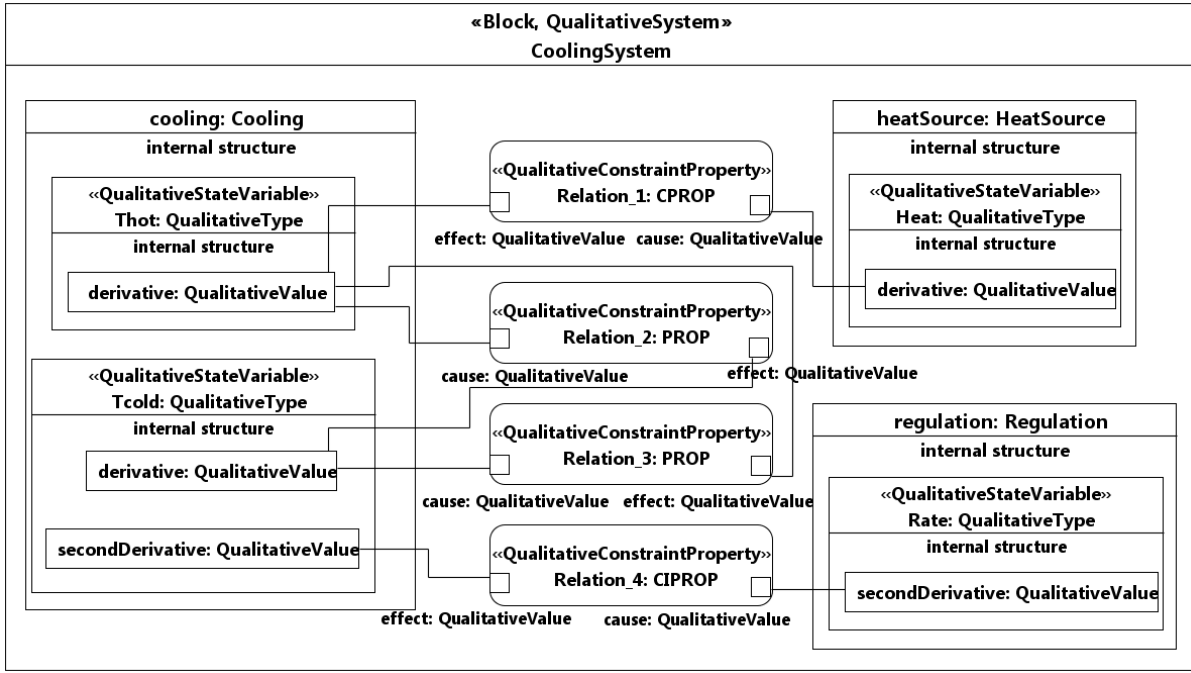 «Block, QualitativeSystem»
CoolingSystem
cooling: Cooling
internal structure
«QualitativeStateVariable»
Thot: QualitativeType
internal structure
derivative: QualitativeValue
«QualitativeStateVariable»
Tcold: QualitativeType
internal structure
derivative: QualitativeValue
secondDerivative: QualitativeValue
«QualitativeConstraintProperty»
Relation_1: CPROP
effect: QualitativeValue
cause: QualitativeValue
«QualitativeConstraintProperty»
Relation_2: PROP
cause: QualitativeValue
effect: QualitativeValue
«QualitativeConstraintProperty»
Relation_3: PROP
cause: QualitativeValue
effect: QualitativeValue
«QualitativeConstraintProperty»
Relation_4: CIPROP
effect: QualitativeValue
cause: QualitativeValue
heatSource: HeatSource
internal structure
«QualitativeStateVariable»
Heat: QualitativeType
internal structure
derivative: QualitativeValue
regulation: Regulation
internal structure
«QualitativeStateVariable»
Rate: QualitativeType
internal structure
secondDerivative: QualitativeValue